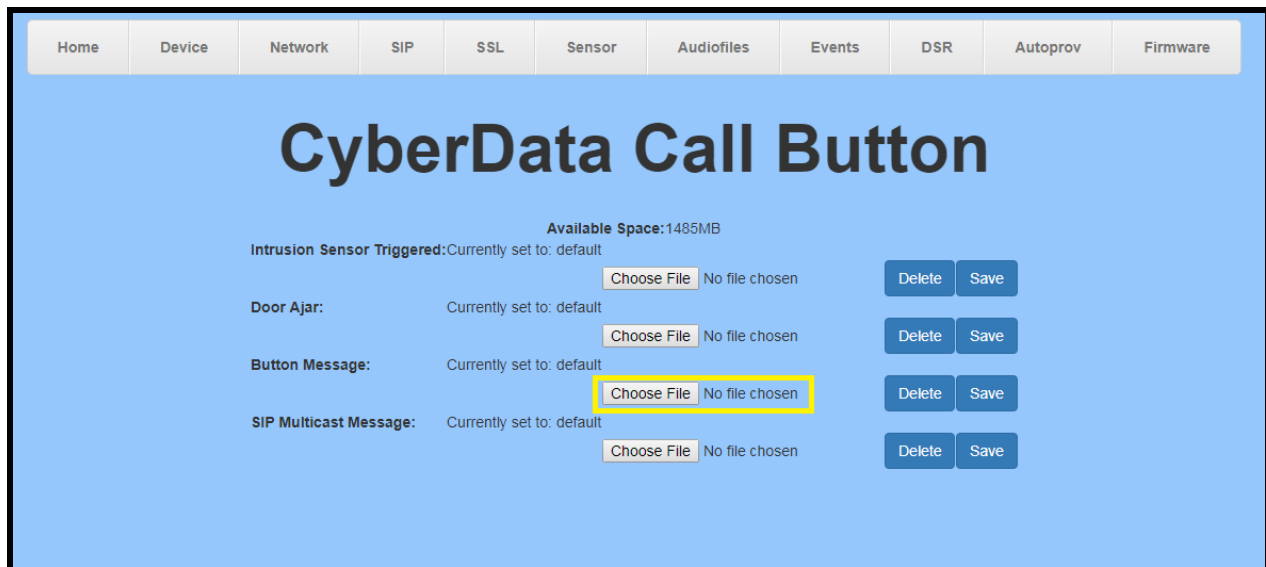 Home Device Network SIP SSL Sensor Audiofiles Events DSR Autoprov Firmware
CyberData Call Button
Available Space:1485MB
Intrusion Sensor Triggered:Currently set to: default
Choose File No file chosen Delete Save
Door Ajar: Currently set to: default
Choose File No file chosen Delete Save
Button Message: Currently set to: default
Choose File No file chosen Delete Save
SIP Multicast Message: Currently set to: default
Choose File No file chosen Delete Save